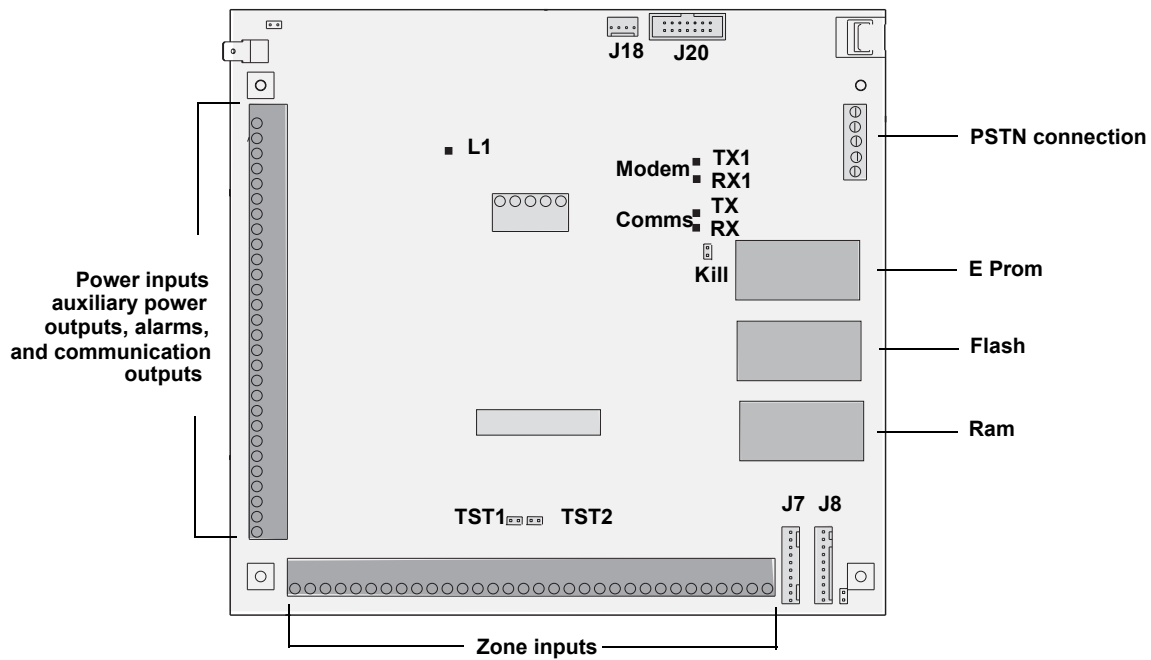 J18 J20
L1
Modem TX1
RX1
PSTN connection
Comms TX
RX
Kill
E Prom
Power inputs
auxiliary power
outputs, alarms,
and communication
outputs
Flash
Ram
TST1 TST2
J7 J8
Zone inputs